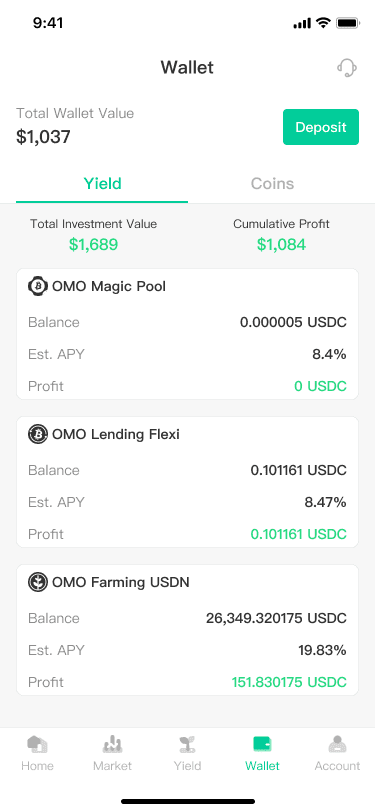 9:41
Wallet
Total Wallet Value
$1,037
Deposit
Yield Coins
Total Investment Value Cumulative Profit
$1,689 $1,084
OMO Magic Pool
Balance 0.000005 USDC
Est. APY 8.4%
Profit 0 USDC
OMO Lending Flexi
Balance 0.101161 USDC
Est. APY 8.47%
Profit 0.101161 USDC
OMO Farming USDN
Balance 26,349.320175 USDC
Est. APY 19.83%
Profit 151.830175 USDC
Home Market Yield Wallet Account